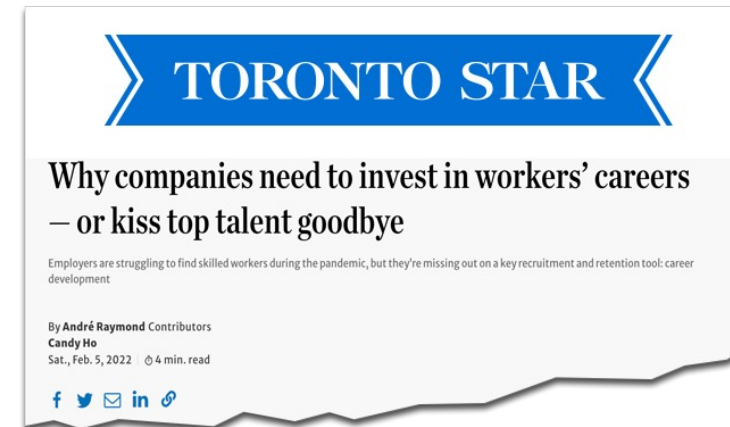 TORONTO STAR
Why companies need to invest in workers’ careers
– or kiss top talent goodbye
Employers are struggling to find skilled workers during the pandemic, but they're missing out on a key recruitment and retention tool: career
development
By André Raymond Contributors
Candy Ho
Sat., Feb. 5, 2022 4 min. read